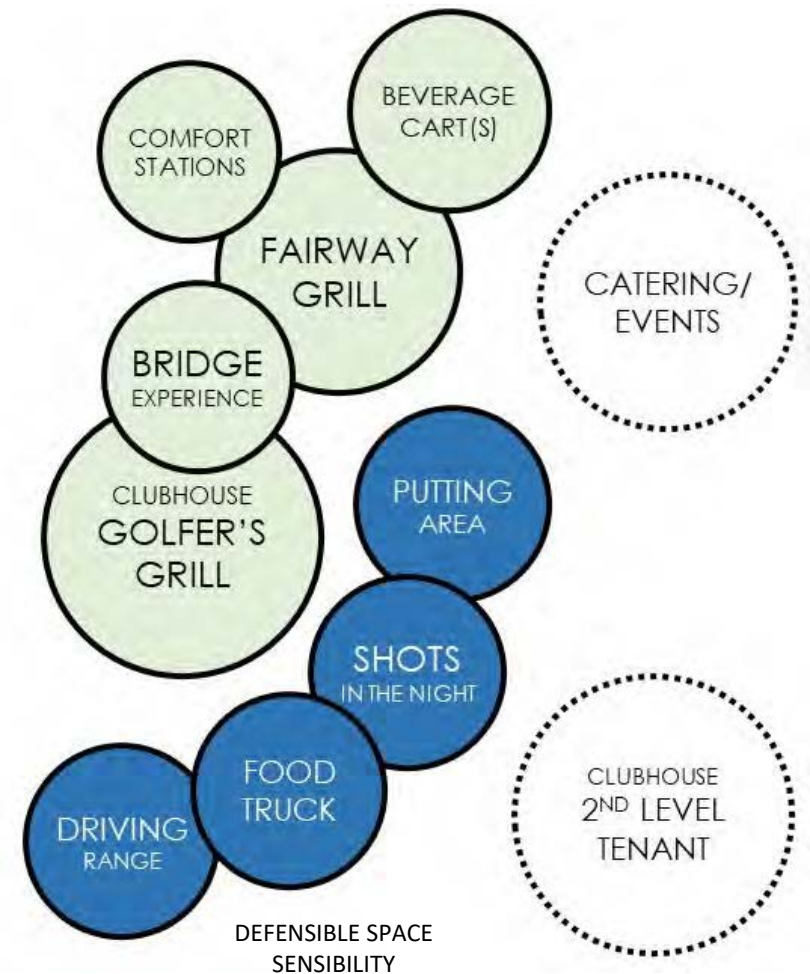 BEVERAGE
CART(S)
COMFORT
STATIONS
FAIRWAY
GRILL
CATERING/
EVENTS
BRIDGE
EXPERIENCE
CLUBHOUSE
GOLFER'S
GRILL
PUTTING
AREA
SHOTS
IN THE NIGHT
FOOD
TRUCK
DRIVING
RANGE
CLUBHOUSE
2ND LEVEL
TENANT
DEFENSIBLE SPACE
SENSIBILITY